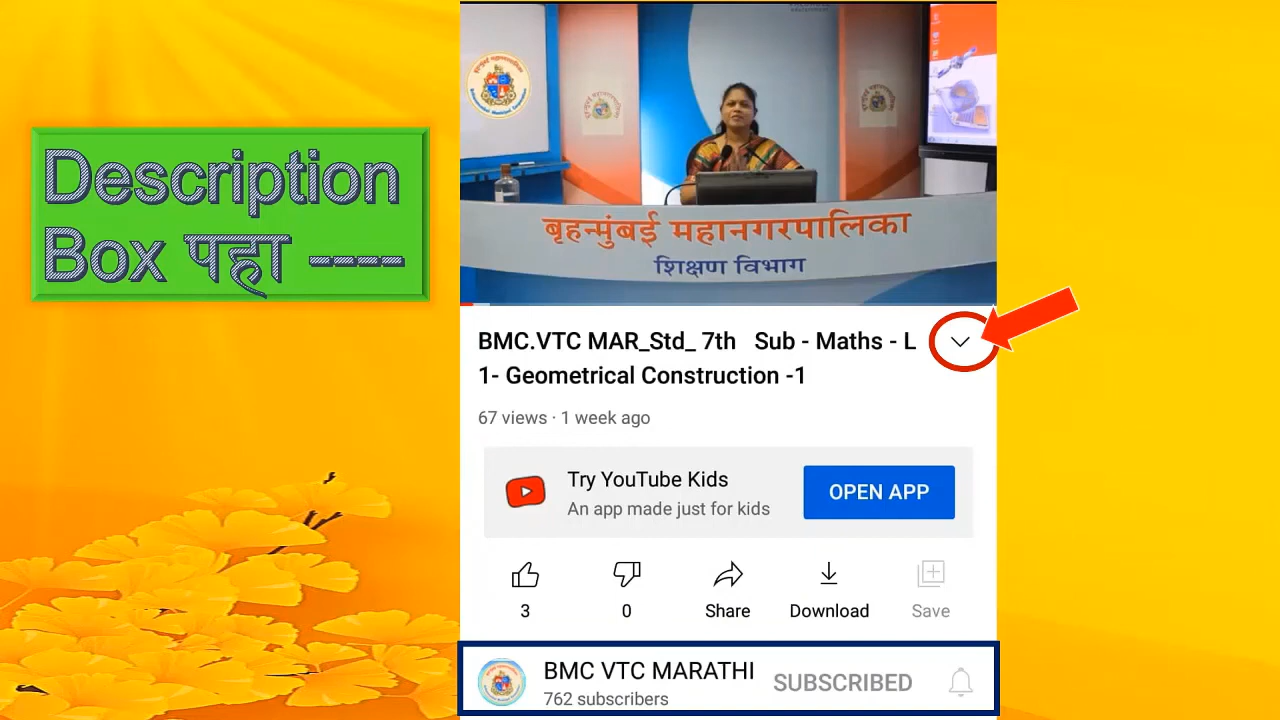 Description
Box पहा ----
बृहन्मुंबई महानगरपालिका
शिक्षण विभाग
BMC.VTC MAR_Std_ 7th Sub - Maths - L
1- Geometrical Construction -1
67 views · 1 week ago
Try YouTube Kids
An app made just for kids
OPEN APP
3
0
Share
Download
Save
BMC VTC MARATHI
762 subscribers
SUBSCRIBED